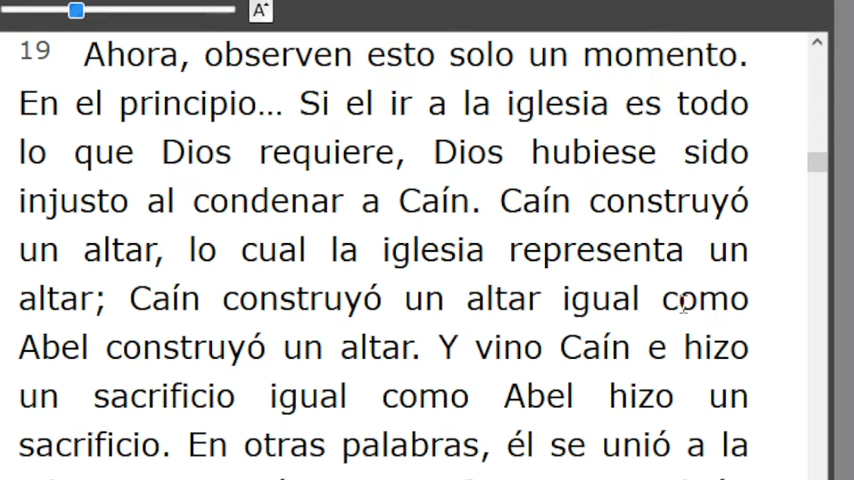 A
19 Ahora, observen esto solo un momento.
En el principio... Si el ir a la iglesia es todo
lo que Dios requiere, Dios hubiese sido
injusto al condenar a Caín. Caín construyó
un altar, lo cual la iglesia representa un
altar; Caín construyó un altar igual como
Abel construyó un altar. Y vino Caín e hizo
un sacrificio igual como Abel hizo un
sacrificio. En otras palabras, él se unió a la